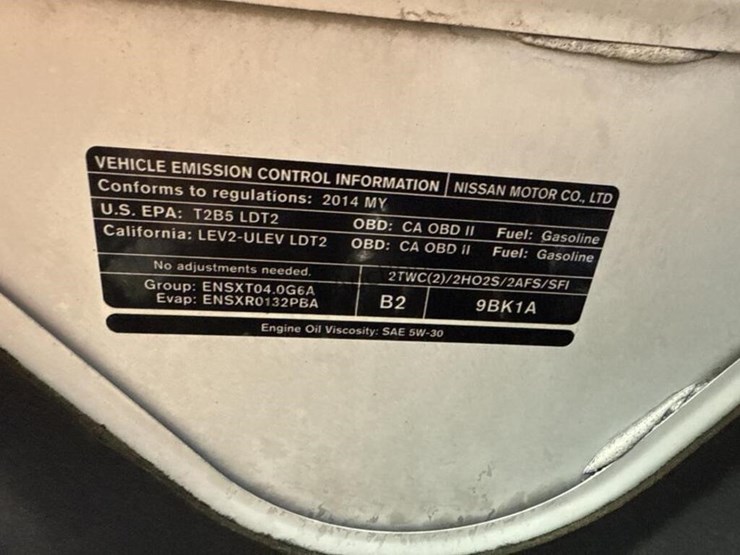 VEHICLE EMISSION CONTROL INFORMATION NISSAN MOTOR CO., LTD
Conforms to regulations: 2014 MY
U.S. EPA: T2B5 LDT2 OBD: CA OBD II Fuel: Gasoline
California: LEV2-ULEV LDT2 OBD: CA OBD II Fuel: Gasoline
No adjustments needed. 2TWC(2)/2HO2S/2AFS/SFI
Group: ENSXT04.0G6A
Evap: ENSXR0132PBA B2 9BK1A
Engine Oil Viscosity: SAE 5W-30